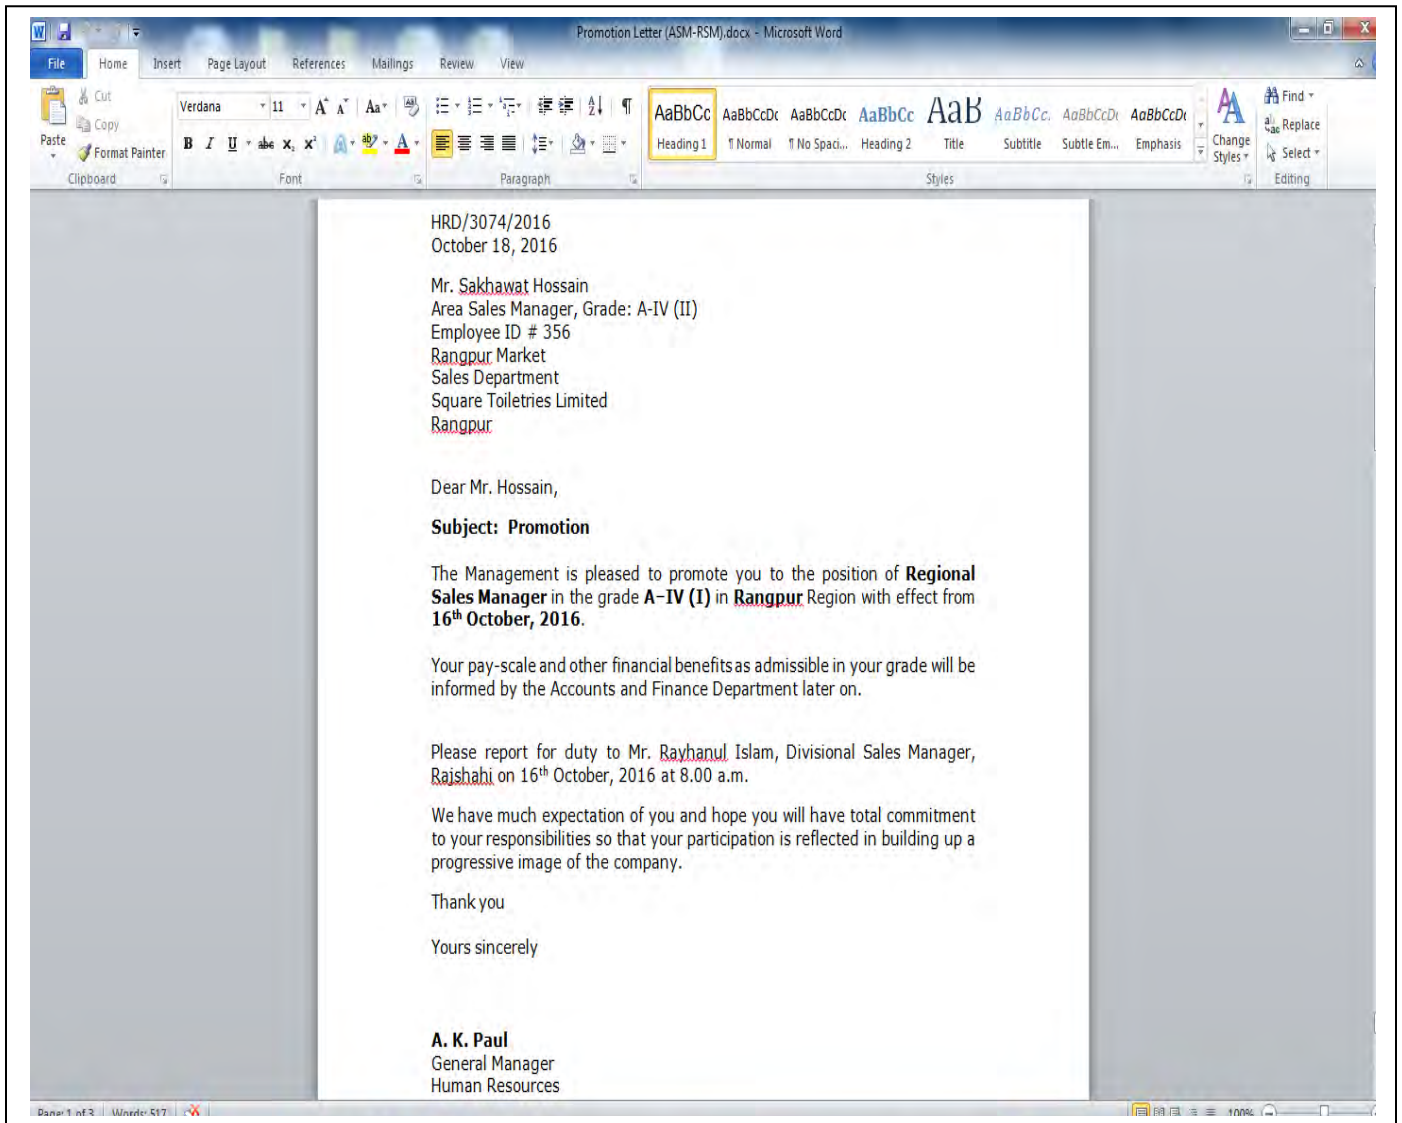 Promotion Letter (ASM-RSM).docx - Microsoft Word
File Home Insert Page Layout References Mailings Review View
Cut
Copy
Paste
Format Painter
Clipboard
Verdana 11
Font
Paragraph
AaBbCc AaBbCcDc AaBbCcDc AaBbCc AaB AaBbCc. AaBbCcDı AaBbCcDı
Heading 1 ¶ Normal ¶ No Spaci... Heading 2 Title Subtitle Subtle Em... Emphasis
Styles
Change
Styles
Find
Replace
Select
Editing
HRD/3074/2016
October 18, 2016
Mr. Sakhawat Hossain
Area Sales Manager, Grade: A-IV (II)
Employee ID # 356
Rangpur Market
Sales Department
Square Toiletries Limited
Rangpur
Dear Mr. Hossain,
Subject: Promotion
The Management is pleased to promote you to the position of Regional
Sales Manager in the grade A–IV (I) in Rangpur Region with effect from
16th October, 2016.
Your pay-scale and other financial benefits as admissible in your grade will be
informed by the Accounts and Finance Department later on.
Please report for duty to Mr. Rayhanul Islam, Divisional Sales Manager,
Rajshahi on 16th October, 2016 at 8.00 a.m.
We have much expectation of you and hope you will have total commitment
to your responsibilities so that your participation is reflected in building up a
progressive image of the company.
Thank you
Yours sincerely
A. K. Paul
General Manager
Human Resources
Page: 1 of 3 Words: 517 100%